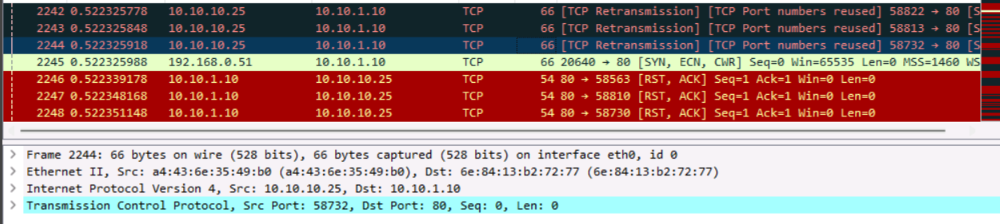 2242 0.522325778 10.10.10.25 10.10.1.10 TCP 66 [TCP Retransmission] [TCP Port numbers reused] 58822 → 80 [S
2243 0.522325848 10.10.10.25 10.10.1.10 TCP 66 [TCP Retransmission] [TCP Port numbers reused] 58813 → 80 [S
2244 0.522325918 10.10.10.25 10.10.1.10 TCP 66 [TCP Retransmission] [TCP Port numbers reused] 58732 → 80 [S
2245 0.522325988 192.168.0.51 10.10.1.10 TCP 66 20640 → 80 [SYN, ECN, CWR] Seq=0 Win=65535 Len=0 MSS=1460 WS
2246 0.522339178 10.10.1.10 10.10.10.25 TCP 54 80 → 58563 [RST, ACK] Seq=1 Ack=1 Win=0 Len=0
2247 0.522348168 10.10.1.10 10.10.10.25 TCP 54 80 → 58810 [RST, ACK] Seq=1 Ack=1 Win=0 Len=0
2248 0.522351148 10.10.1.10 10.10.10.25 TCP 54 80 → 58730 [RST, ACK] Seq=1 Ack=1 Win=0 Len=0
Frame 2244: 66 bytes on wire (528 bits), 66 bytes captured (528 bits) on interface eth0, id 0
Ethernet II, Src: a4:43:6e:35:49:b0 (a4:43:6e:35:49:b0), Dst: 6e:84:13:b2:72:77 (6e:84:13:b2:72:77)
Internet Protocol Version 4, Src: 10.10.10.25, Dst: 10.10.1.10
Transmission Control Protocol, Src Port: 58732, Dst Port: 80, Seq: 0, Len: 0